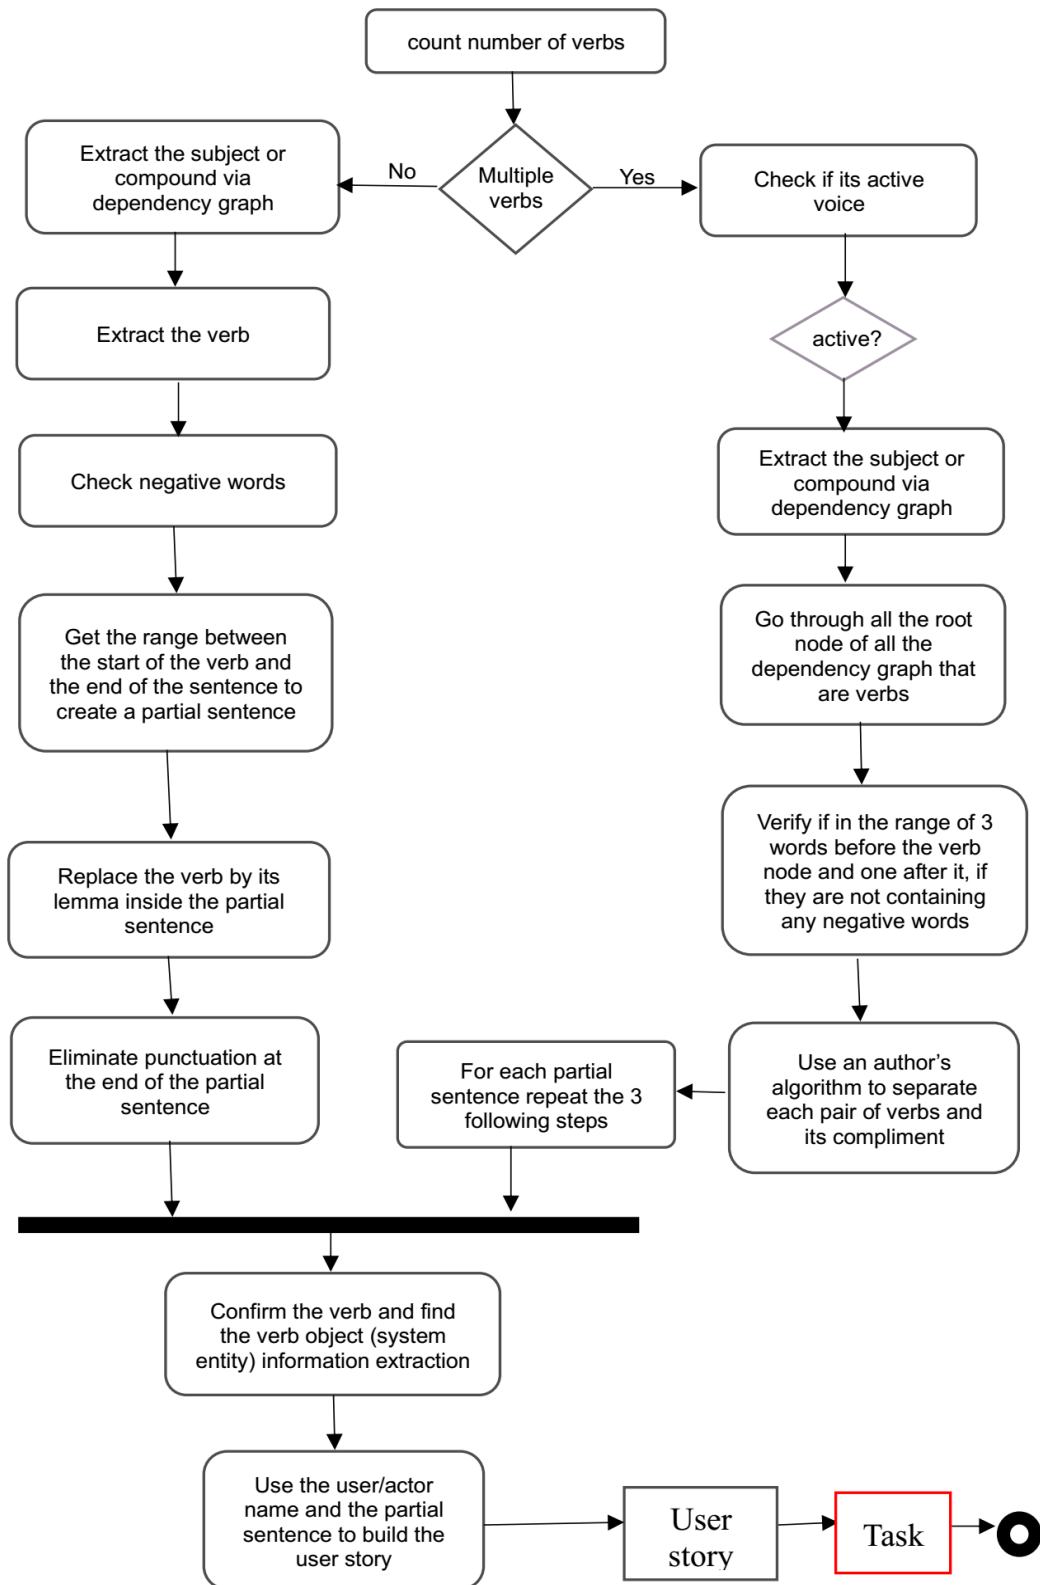 count number of verbs
Multiple
verbs
No
Yes
Extract the subject or
compound via
dependency graph
Check if its active
voice
Extract the verb
active?
Check negative words
Extract the subject or
compound via
dependency graph
Get the range between
the start of the verb and
the end of the sentence to
create a partial sentence
Go through all the root
node of all the
dependency graph that
are verbs
Replace the verb by its
lemma inside the partial
sentence
Verify if in the range of 3
words before the verb
node and one after it, if
they are not containing
any negative words
Eliminate punctuation at
the end of the partial
sentence
For each partial
sentence repeat the 3
following steps
Use an author’s
algorithm to separate
each pair of verbs and
its compliment
Confirm the verb and find
the verb object (system
entity) information extraction
Use the user/actor
name and the partial
sentence to build the
user story
User
story
Task